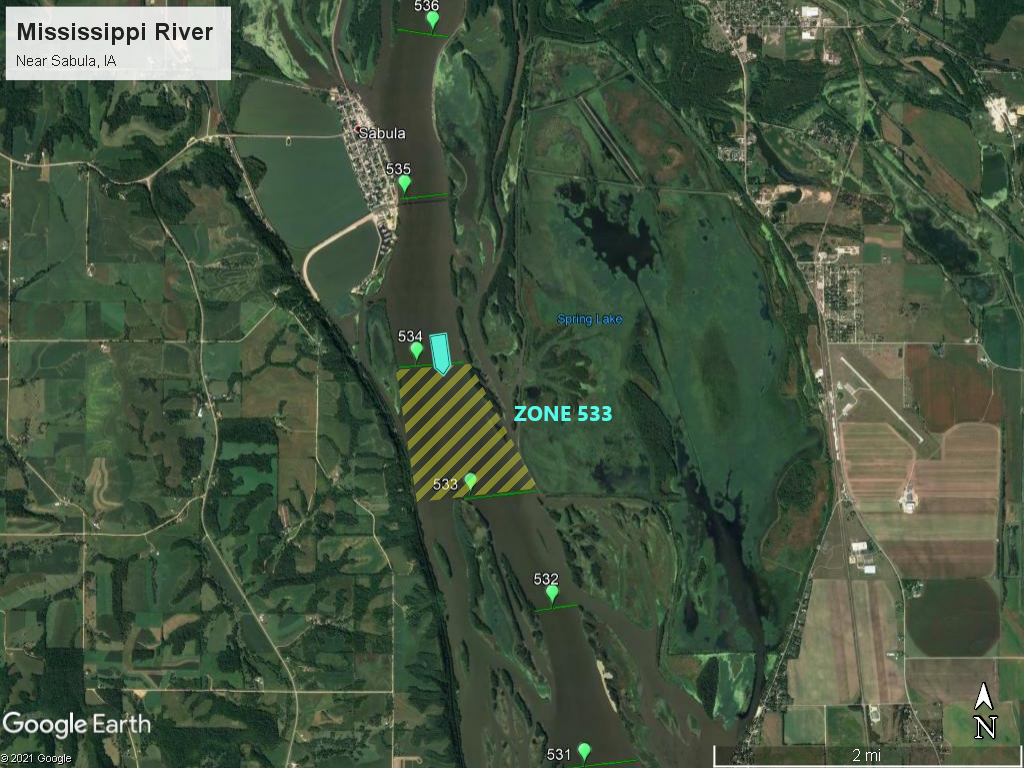 Mississippi River
Near Sabula, IA
536
Sabula
535
Spring Lake
534
ZONE 533
533
532
531
Google Earth
© 2021 Google
N
2 mi